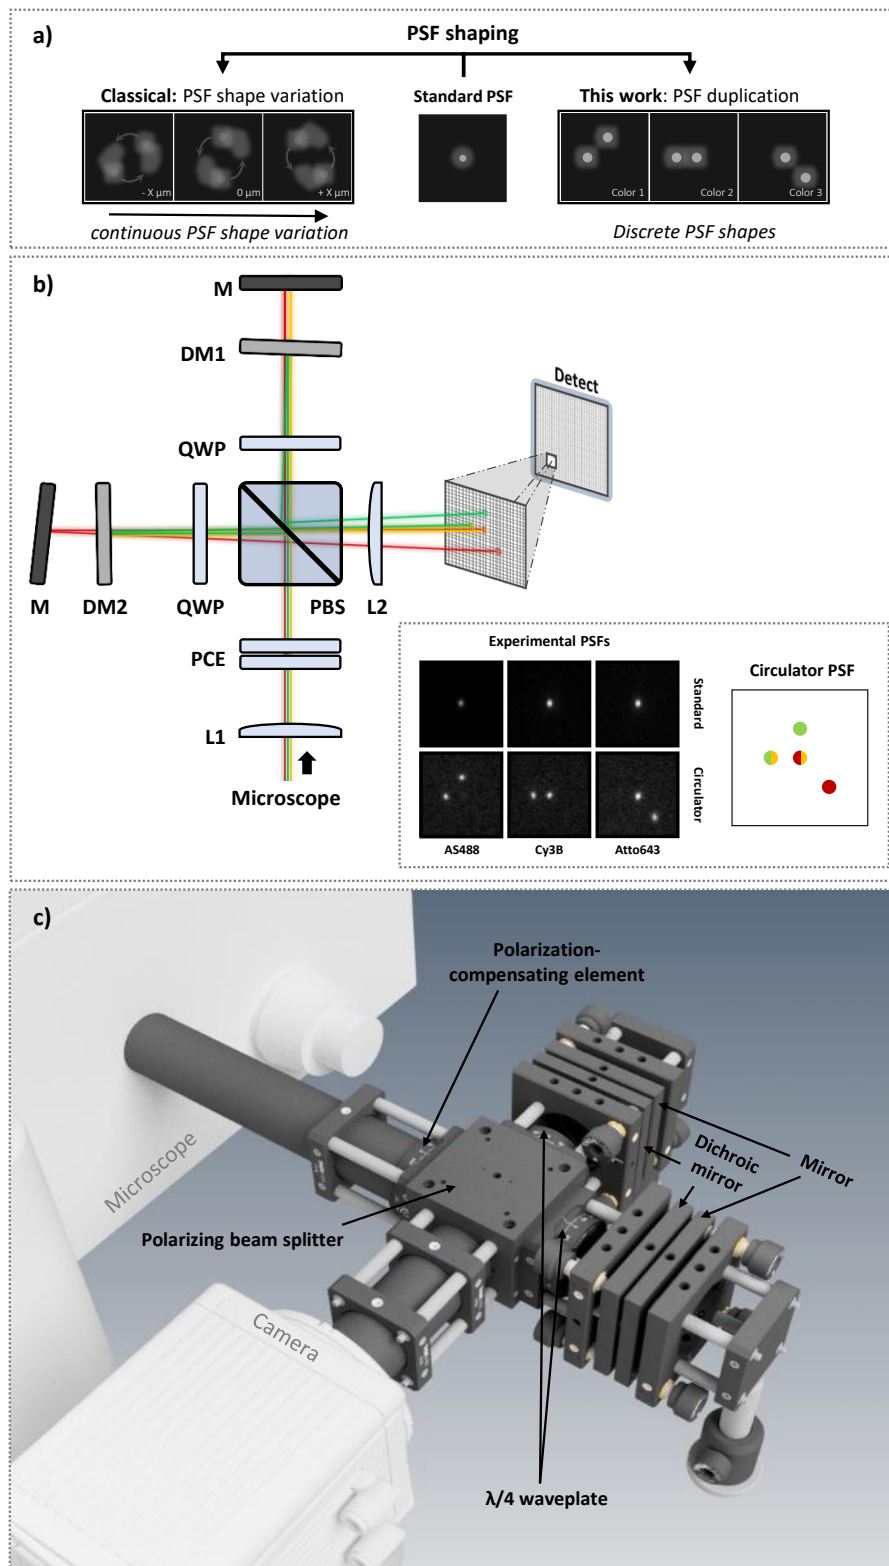 a)
PSF shaping
Classical: PSF shape variation
Standard PSF
This work: PSF duplication
- X µm
0 µm
+ X µm
Color 1
Color 2
Color 3
continuous PSF shape variation
Discrete PSF shapes
b)
M
DM1
Detect
QWP
M
DM2
QWP
PBS
L2
PCE
L1
Microscope
Experimental PSFs
Circulator PSF
Standard
Circulator
AS488
Cy3B
Atto643
c)
Polarization-
compensating element
Dichroic
mirror
Mirror
Microscope
Polarizing beam splitter
Camera
λ/4 waveplate